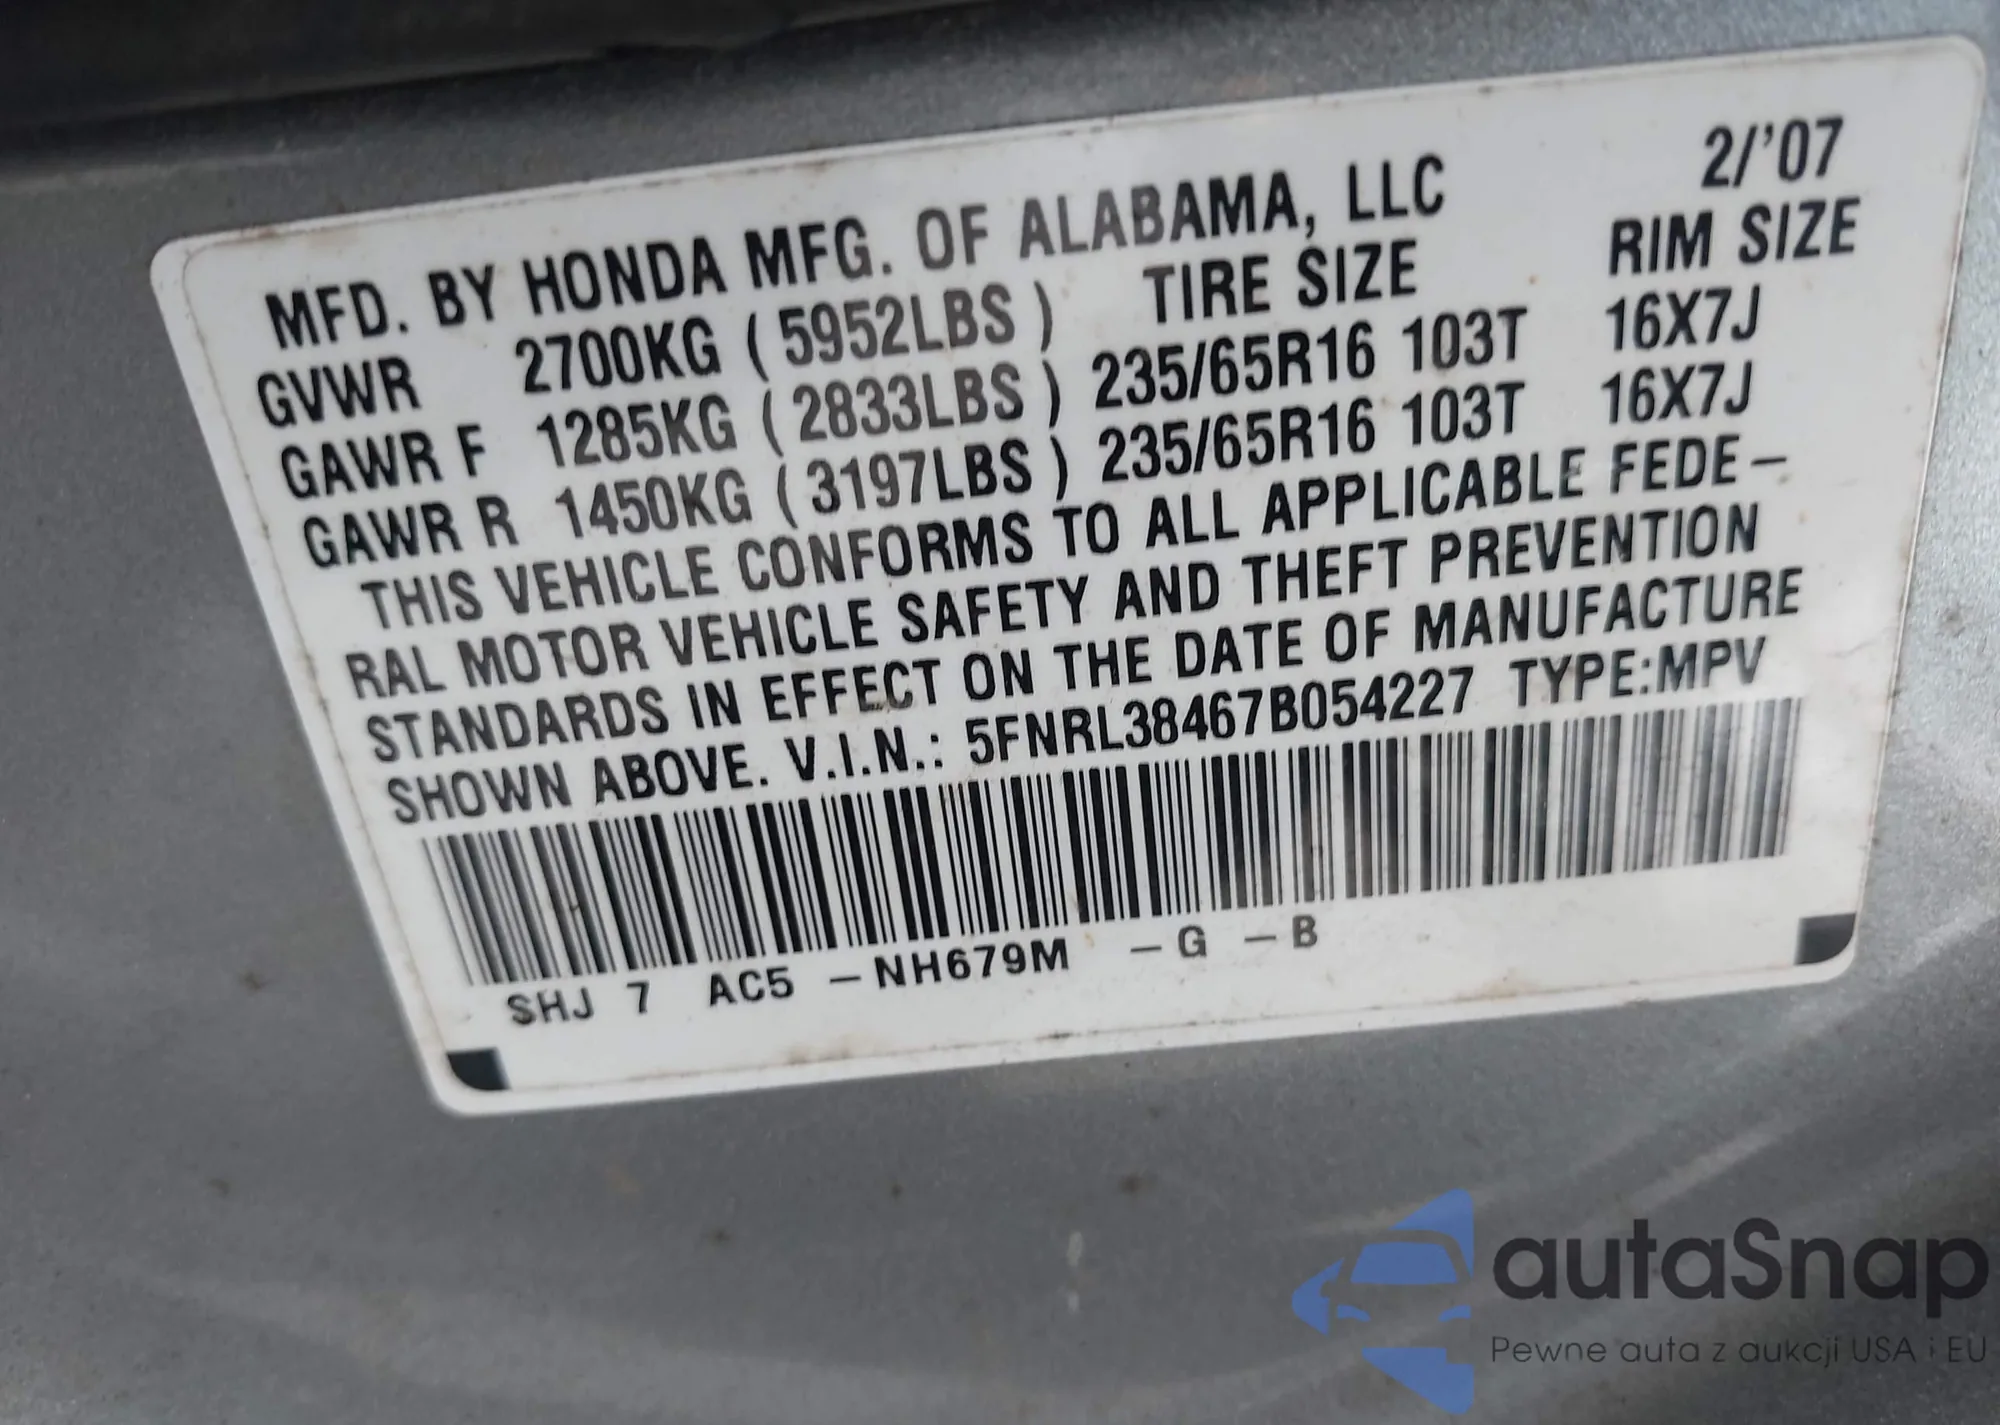 MFD. BY HONDA MFG. OF ALABAMA, LLC 2/'07
GVWR 2700KG ( 5952LBS ) TIRE SIZE RIM SIZE
GAWR F 1285KG ( 2833LBS ) 235/65R16 103T 16X7J
GAWR R 1450KG ( 3197LBS ) 235/65R16 103T 16X7J
THIS VEHICLE CONFORMS TO ALL APPLICABLE FEDE-
RAL MOTOR VEHICLE SAFETY AND THEFT PREVENTION
STANDARDS IN EFFECT ON THE DATE OF MANUFACTURE
SHOWN ABOVE. V.I.N.: 5FNRL38467B054227 TYPE:MPV
SHJ 7 AC5 -NH679M -G -B
autaSnap
Pewne auta z aukcji USA i EU